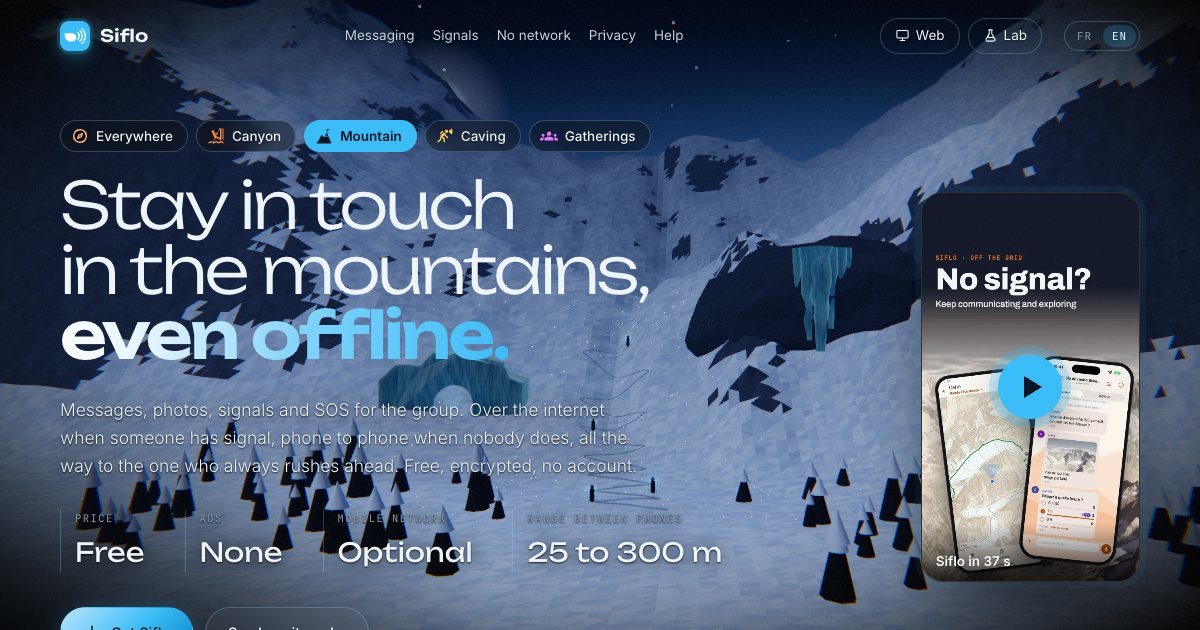 Siflo
Messaging Signals No network Privacy Help
Web
Lab
FR EN
Everywhere
Canyon
Mountain
Caving
Gatherings
Stay in touch
in the mountains,
even offline.
Messages, photos, signals and SOS for the group. Over the internet
when someone has signal, phone to phone when nobody does, all the
way to the one who always rushes ahead. Free, encrypted, no account.
PRICE
Free
ADS
None
MOBILE NETWORK
Optional
RANGE BETWEEN PHONES
25 to 300 m
SIFLO · OFF THE GRID
No signal?
Keep communicating and exploring
Siflo in 37 s